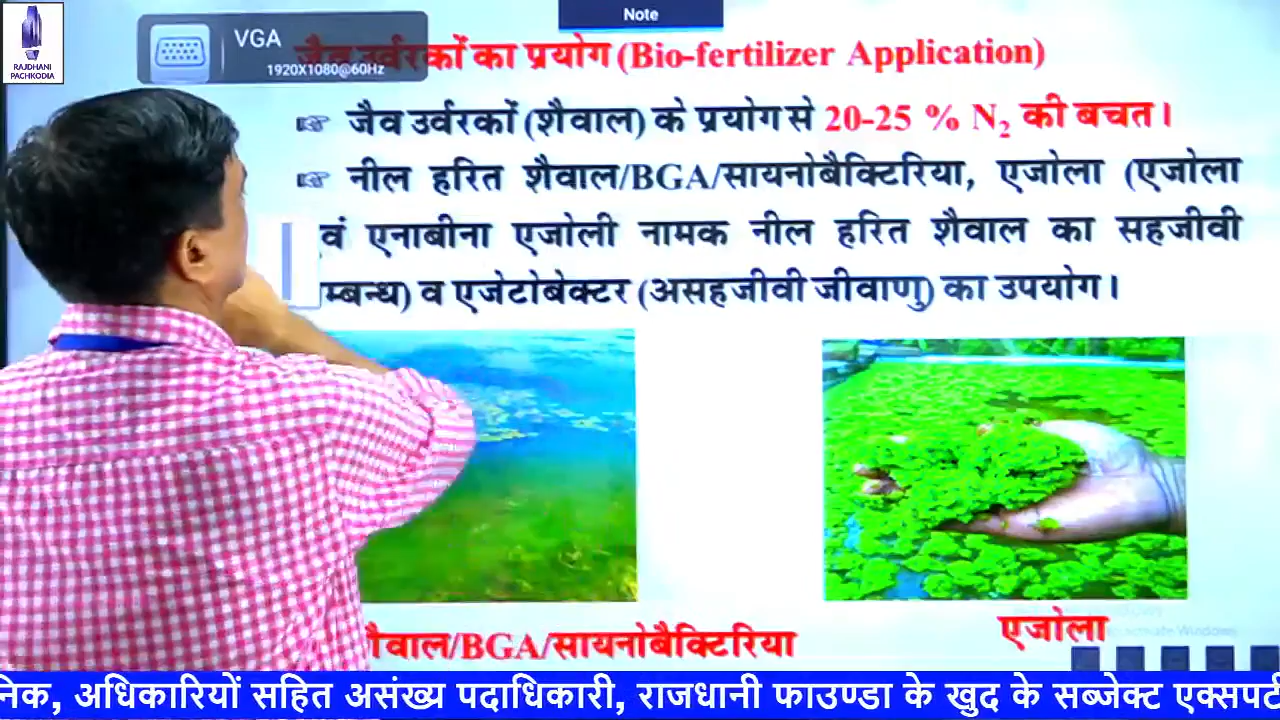 Note
RAJDHANI
PACHKODIA
VGA
1920X1080@60Hz
जैव उर्वरकों का प्रयोग (Bio-fertilizer Application)
☞ जैव उर्वरकों (शैवाल) के प्रयोग से 20-25 % N₂ की बचत।
☞ नील हरित शैवाल/BGA/सायनोबैक्टिरिया, एजोला (एजोला
वं एनाबीना एजोली नामक नील हरित शैवाल का सहजीवी
म्बन्ध) व एजेटोबेक्टर (असहजीवी जीवाणु) का उपयोग।
शैवाल/BGA/सायनोबैक्टिरिया
एजोला
निक, अधिकारियों सहित असंख्य पदाधिकारी, राजधानी फाउण्डा के खुद के सब्जेक्ट एक्सपर्ट